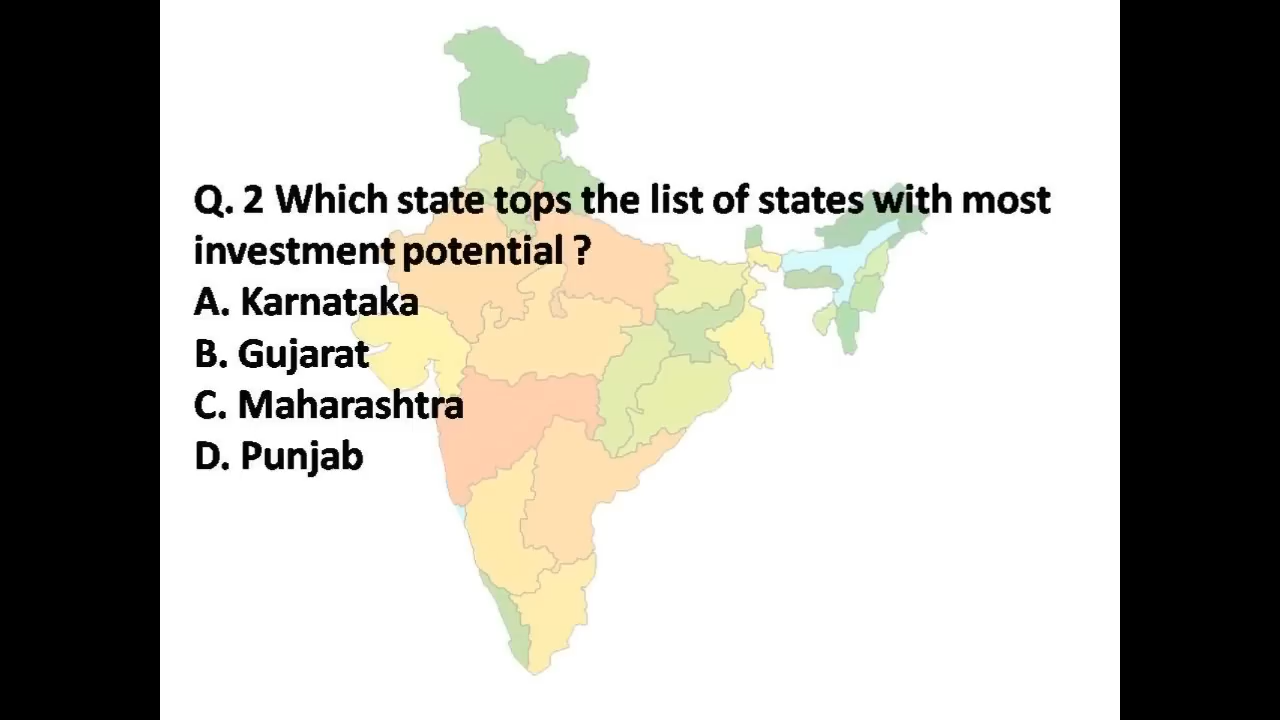 Q. 2 Which state tops the list of states with most
investment potential ?
A. Karnataka
B. Gujarat
C. Maharashtra
D. Punjab